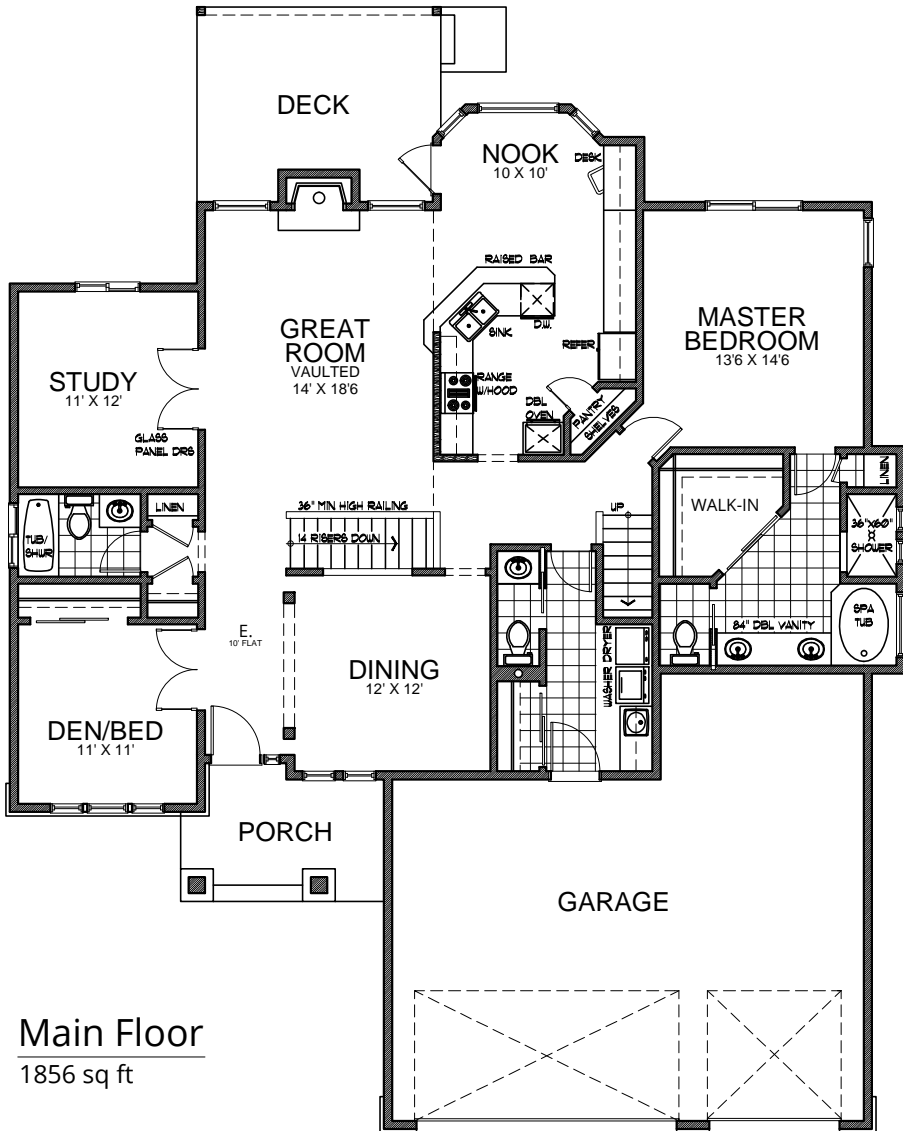 DECK
NOOK
10 X 10'
DESK
RAISED BAR
SINK
D.W.
REFER
RANGE
W/HOOD
DBL
OVEN
PANTRY
SHELVES
GREAT
ROOM
VAULTED
14' X 18'6
MASTER
BEDROOM
13'6 X 14'6
STUDY
11' X 12'
GLASS
PANEL DRS
LINEN
TUB/
SHWR
36" MIN HIGH RAILING
14 RISERS DOWN
UP
WALK-IN
LINEN
36"x60"
SHOWER
SPA
TUB
84" DBL VANITY
WASHER DRYER
E.
10' FLAT
DINING
12' X 12'
DEN/BED
11' X 11'
PORCH
GARAGE
Main Floor
1856 sq ft